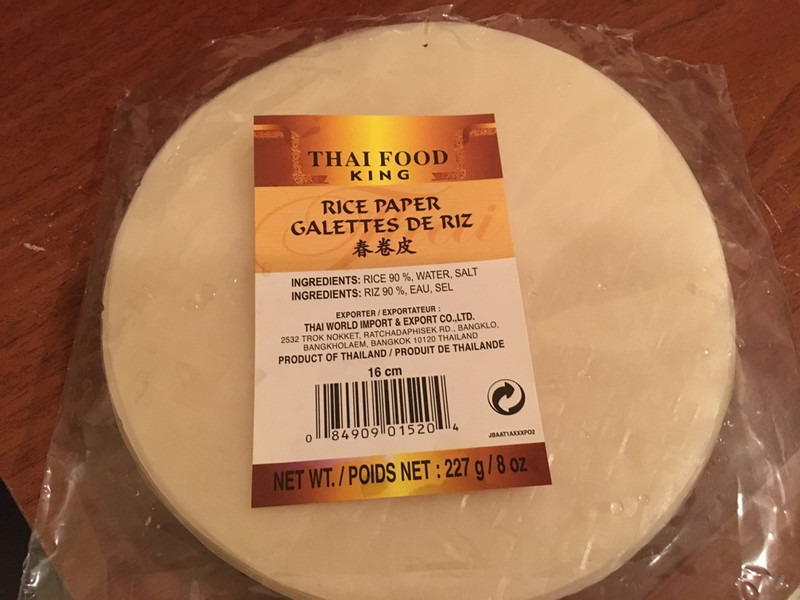 THAI FOOD
KING
RICE PAPER
GALETTES DE RIZ
春卷皮
Thai
INGREDIENTS: RICE 90 %, WATER, SALT
INGREDIENTS: RIZ 90 %, EAU, SEL
EXPORTER / EXPORTATEUR :
THAI WORLD IMPORT & EXPORT CO.,LTD.
2532 TROK NOKKET, RATCHADAPHISEK RD., BANGKLO,
BANGKHOLAEM, BANGKOK 10120 THAILAND
PRODUCT OF THAILAND / PRODUIT DE THAILANDE
16 cm
0 84909 01520 4
JBAAT1AXXXPO2
NET WT. / POIDS NET : 227 g / 8 oz